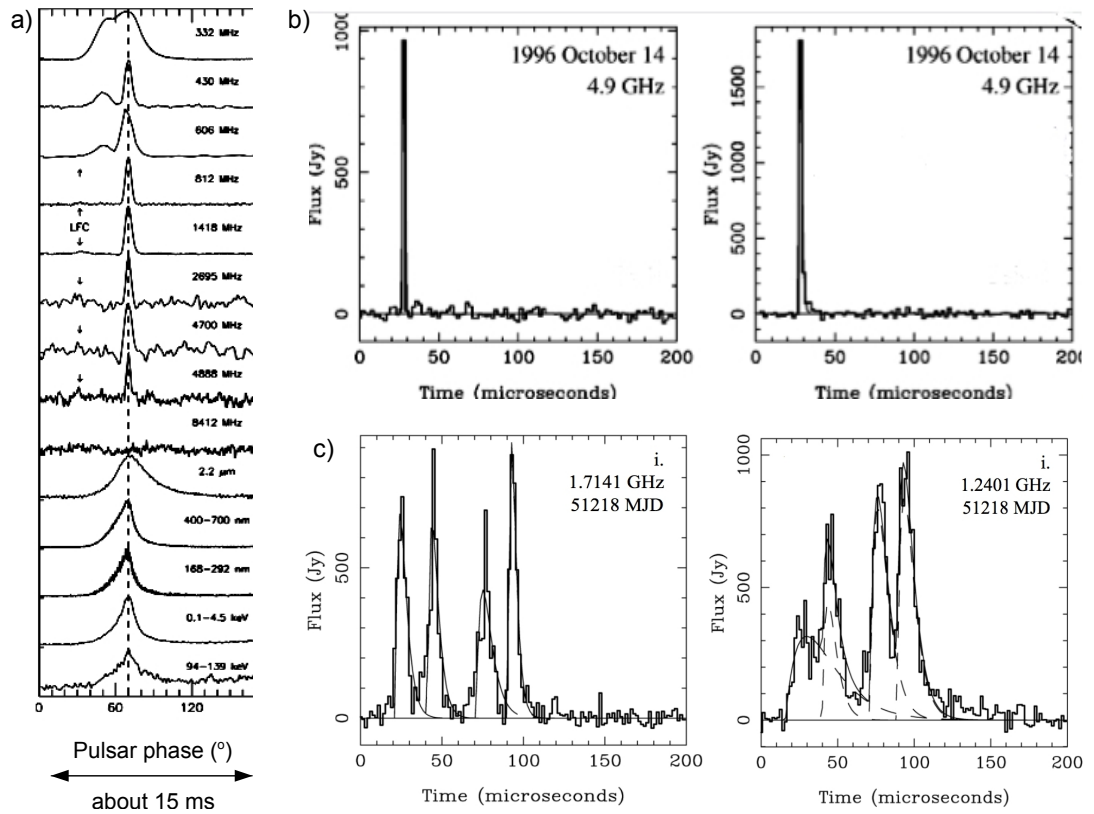 a)
332 MHz
430 MHz
606 MHz
812 MHz
LFC
1418 MHz
2695 MHz
4700 MHz
4888 MHz
8412 MHz
2.2 μm
400-700 nm
168-292 nm
0.1-4.5 keV
94-139 keV
0 60 120
Pulsar phase (º)
about 15 ms
b)
1996 October 14
4.9 GHz
Flux (Jy)
0 500 1000
0 50 100 150 200
Time (microseconds)
1996 October 14
4.9 GHz
Flux (Jy)
0 500 1000 1500
0 50 100 150 200
Time (microseconds)
c)
i.
1.7141 GHz
51218 MJD
Flux (Jy)
0 500
0 50 100 150 200
Time (microseconds)
i.
1.2401 GHz
51218 MJD
Flux (Jy)
0 500 1000
0 50 100 150 200
Time (microseconds)